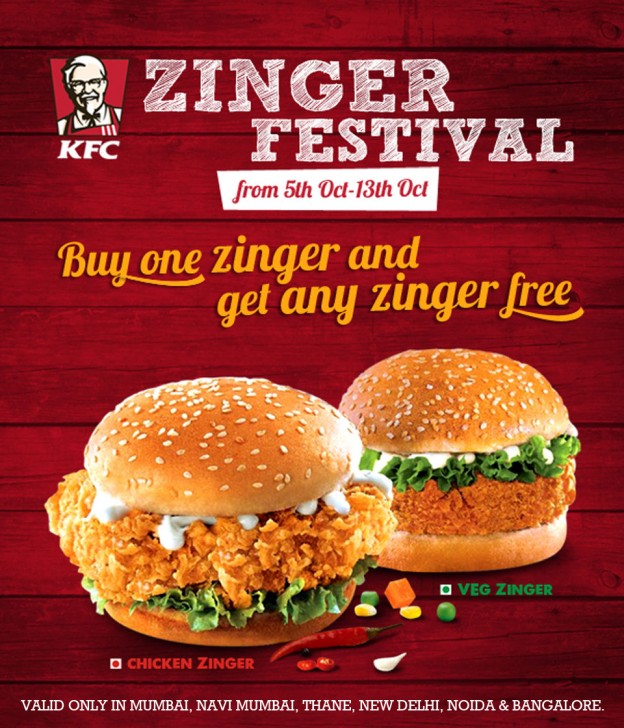 KFC
ZINGER
FESTIVAL
from 5th Oct-13th Oct
Buy one zinger and
get any zinger free
VEG ZINGER
CHICKEN ZINGER
VALID ONLY IN MUMBAI, NAVI MUMBAI, THANE, NEW DELHI, NOIDA & BANGALORE.